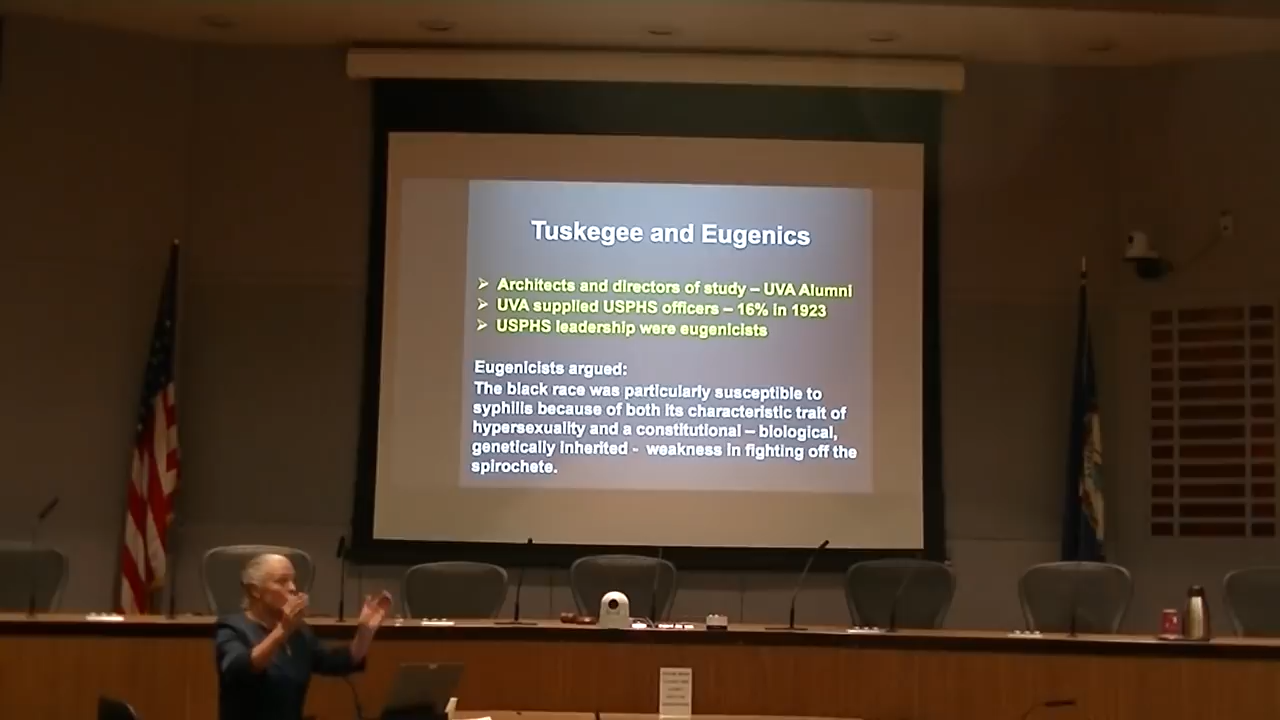 Tuskegee and Eugenics
➢ Architects and directors of study – UVA Alumni
➢ UVA supplied USPHS officers – 16% in 1923
➢ USPHS leadership were eugenicists
Eugenicists argued:
The black race was particularly susceptible to
syphilis because of both its characteristic trait of
hypersexuality and a constitutional – biological,
genetically inherited - weakness in fighting off the
spirochete.